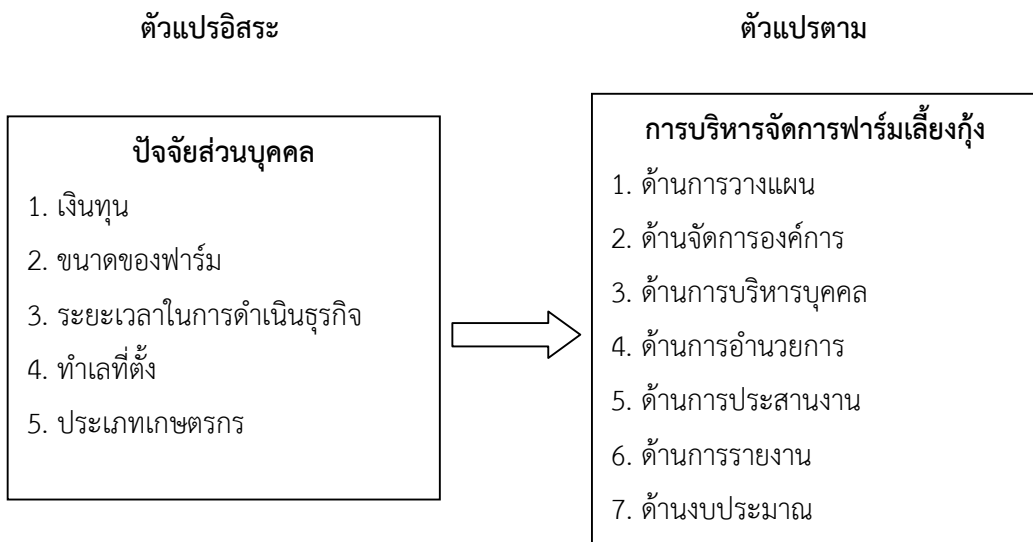 ตัวแปรอิสระ
ตัวแปรตาม
ปัจจัยส่วนบุคคล
1. เงินทุน
2. ขนาดของฟาร์ม
3. ระยะเวลาในการดำเนินธุรกิจ
4. ทำเลที่ตั้ง
5. ประเภทเกษตรกร
การบริหารจัดการฟาร์มเลี้ยงกุ้ง
1. ด้านการวางแผน
2. ด้านจัดการองค์การ
3. ด้านการบริหารบุคคล
4. ด้านการอำนวยการ
5. ด้านการประสานงาน
6. ด้านการรายงาน
7. ด้านงบประมาณ